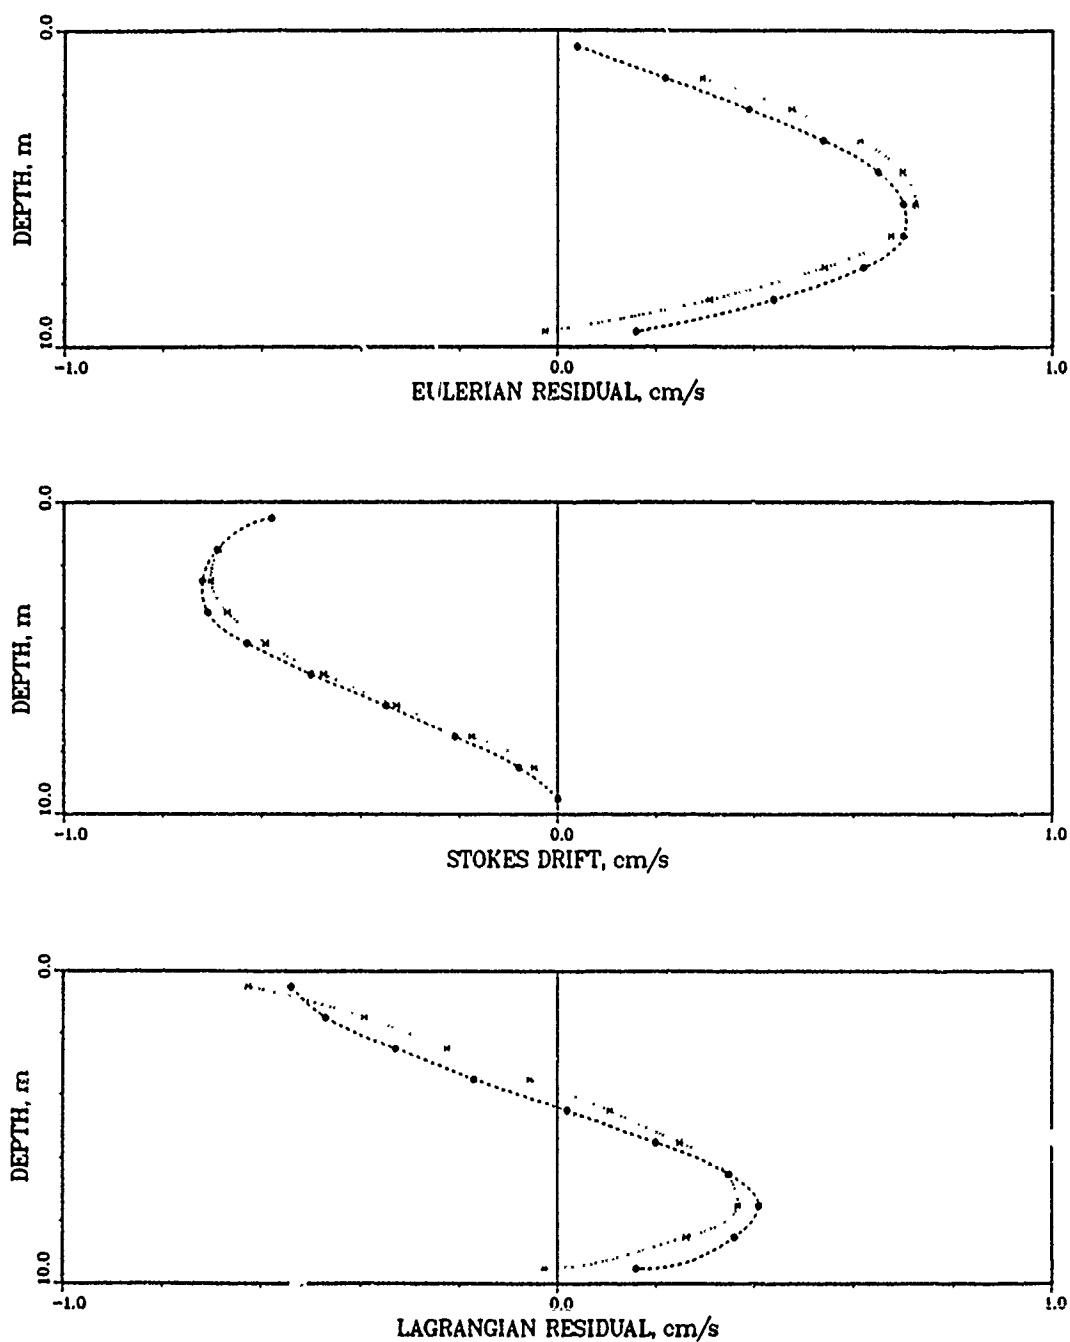 0.0
DEPTH, m
10.0
-1.0 0.0 1.0
EULERIAN RESIDUAL, cm/s
0.0
DEPTH, m
10.0
-1.0 0.0 1.0
STOKES DRIFT, cm/s
0.0
DEPTH, m
10.0
-1.0 0.0 1.0
LAGRANGIAN RESIDUAL, cm/s